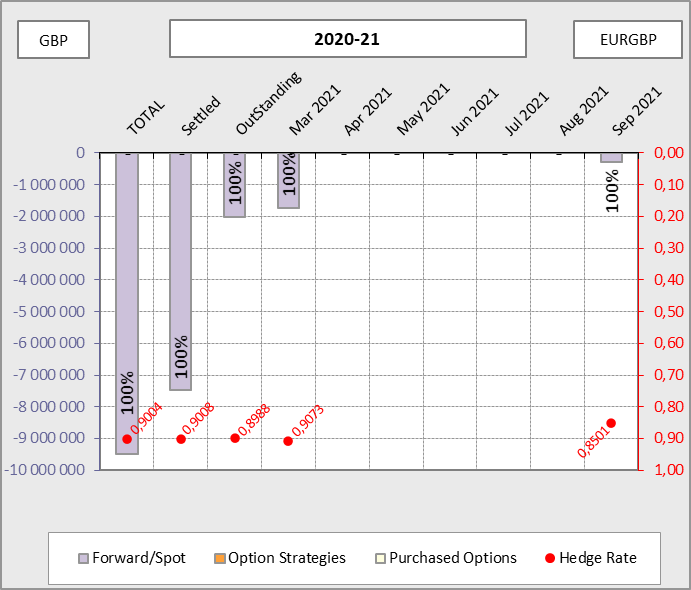 GBP
2020-21
EURGBP
TOTAL
Settled
OutStanding
Mar 2021
Apr 2021
May 2021
Jun 2021
Jul 2021
Aug 2021
Sep 2021
0
-1 000 000
-2 000 000
-3 000 000
-4 000 000
-5 000 000
-6 000 000
-7 000 000
-8 000 000
-9 000 000
-10 000 000
100%
100%
100%
100%
100%
0,9004
0,9008
0,8988
0,9073
0,8501
0,00
0,10
0,20
0,30
0,40
0,50
0,60
0,70
0,80
0,90
1,00
Forward/Spot
Option Strategies
Purchased Options
Hedge Rate